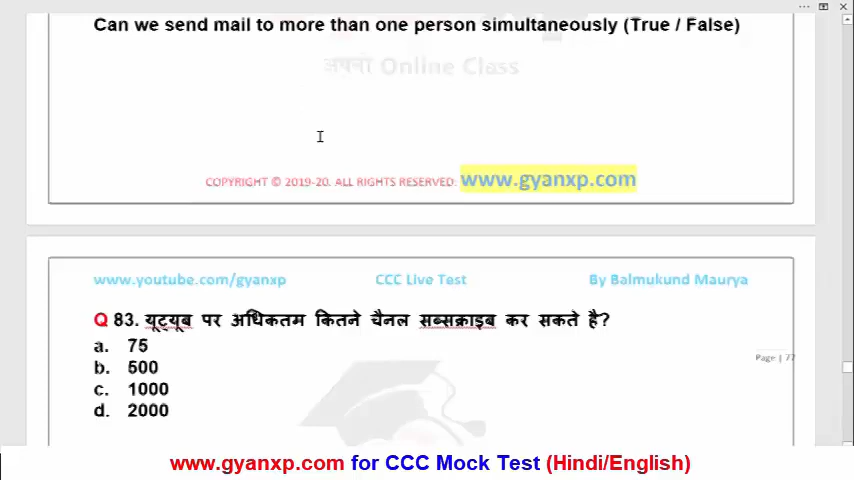 Can we send mail to more than one person simultaneously (True / False)
अपना Online Class
COPYRIGHT © 2019-20. ALL RIGHTS RESERVED: www.gyanxp.com
www.youtube.com/gyanxp CCC Live Test By Balmukund Maurya
Q 83. यूट्यूब पर अधिकतम कितने चैनल सब्सक्राइब कर सकते है?
a. 75
Page | 77
b. 500
c. 1000
d. 2000
www.gyanxp.com for CCC Mock Test (Hindi/English)